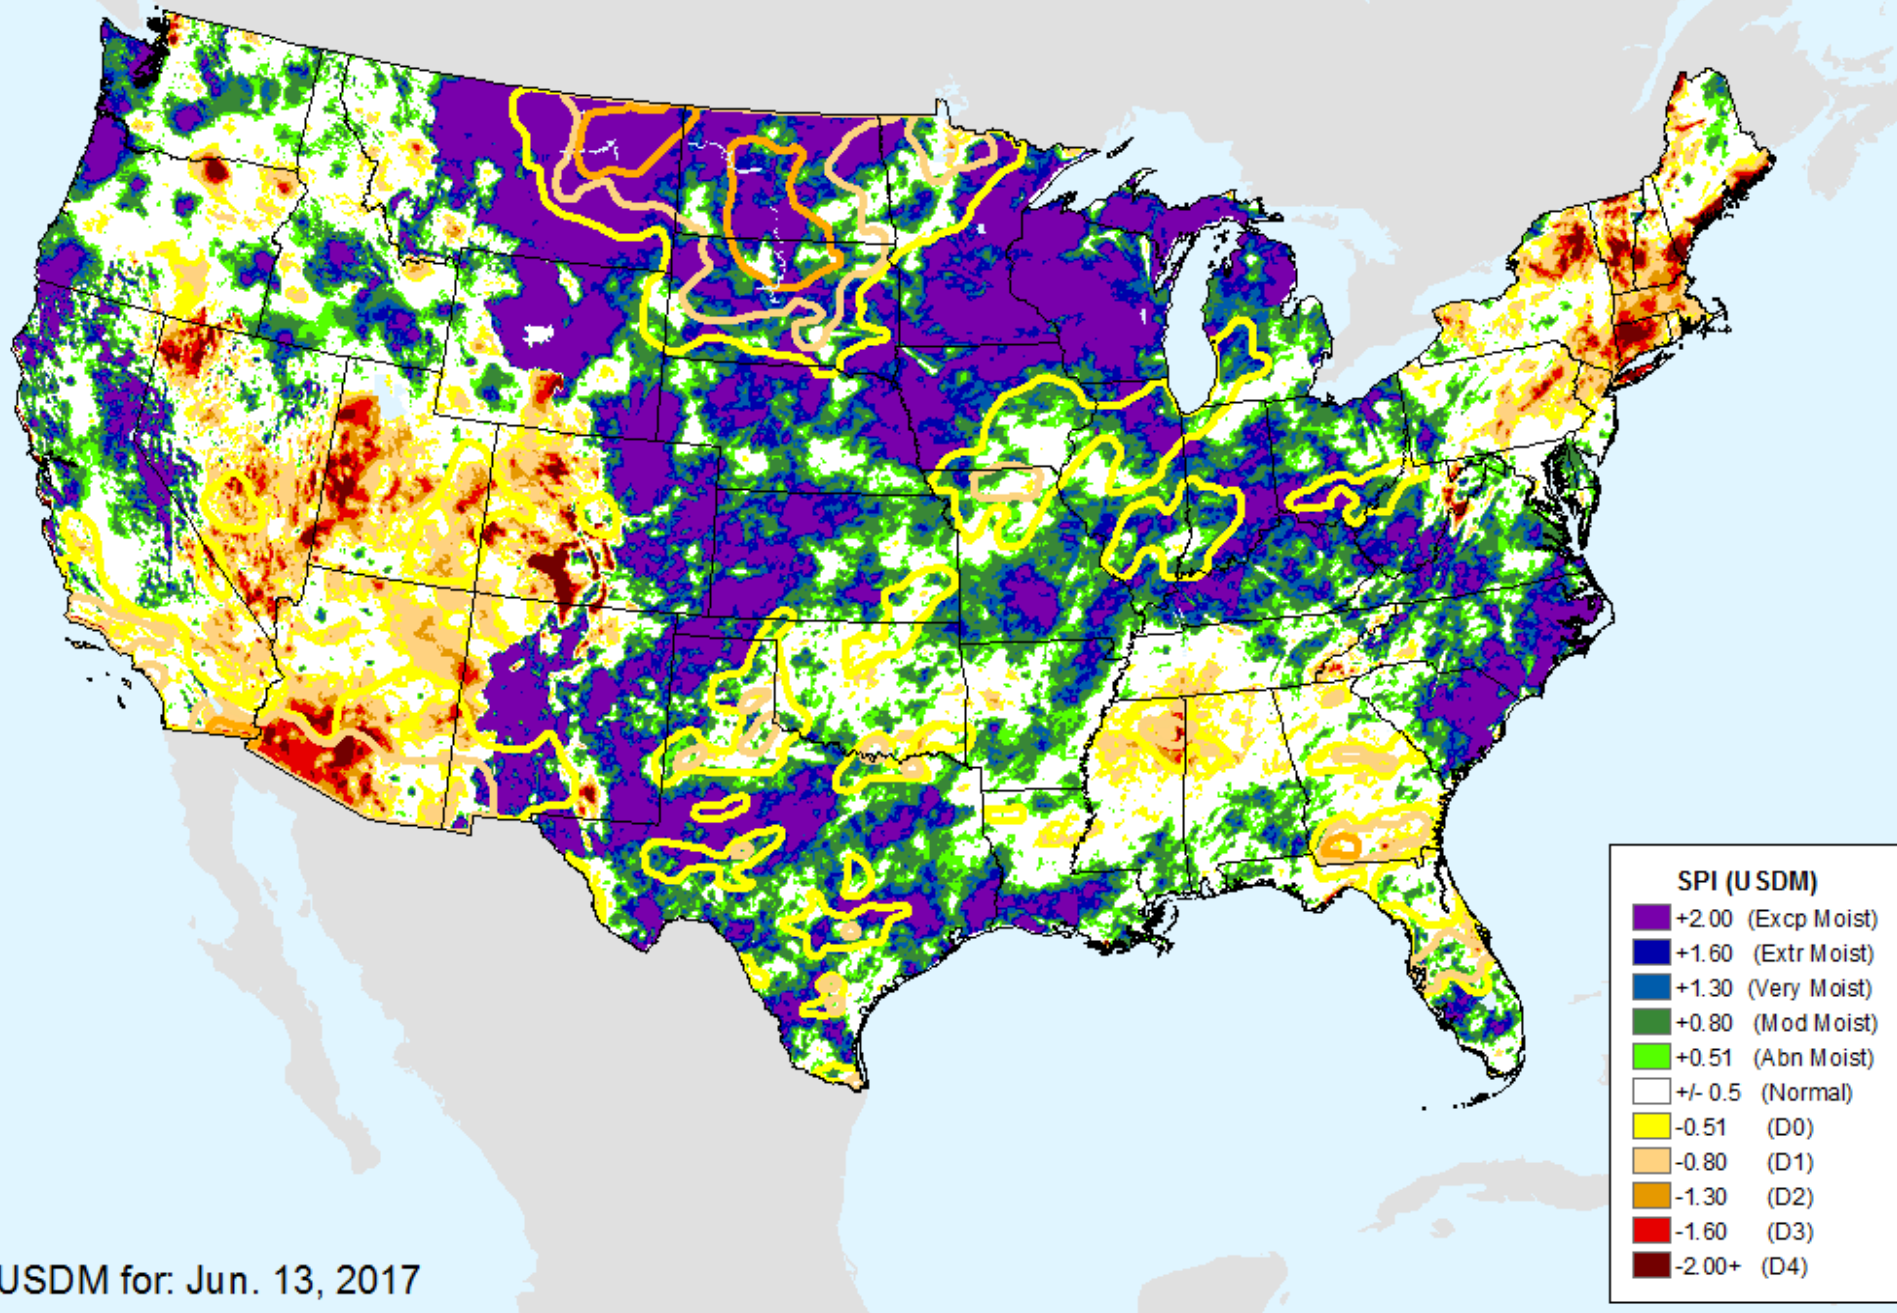 SPI (USDM)
+2.00 (Excp Moist)
+1.60 (Extr Moist)
+1.30 (Very Moist)
+0.80 (Mod Moist)
+0.51 (Abn Moist)
+/- 0.5 (Normal)
-0.51 (D0)
-0.80 (D1)
-1.30 (D2)
-1.60 (D3)
-2.00+ (D4)
USDM for: Jun. 13, 2017